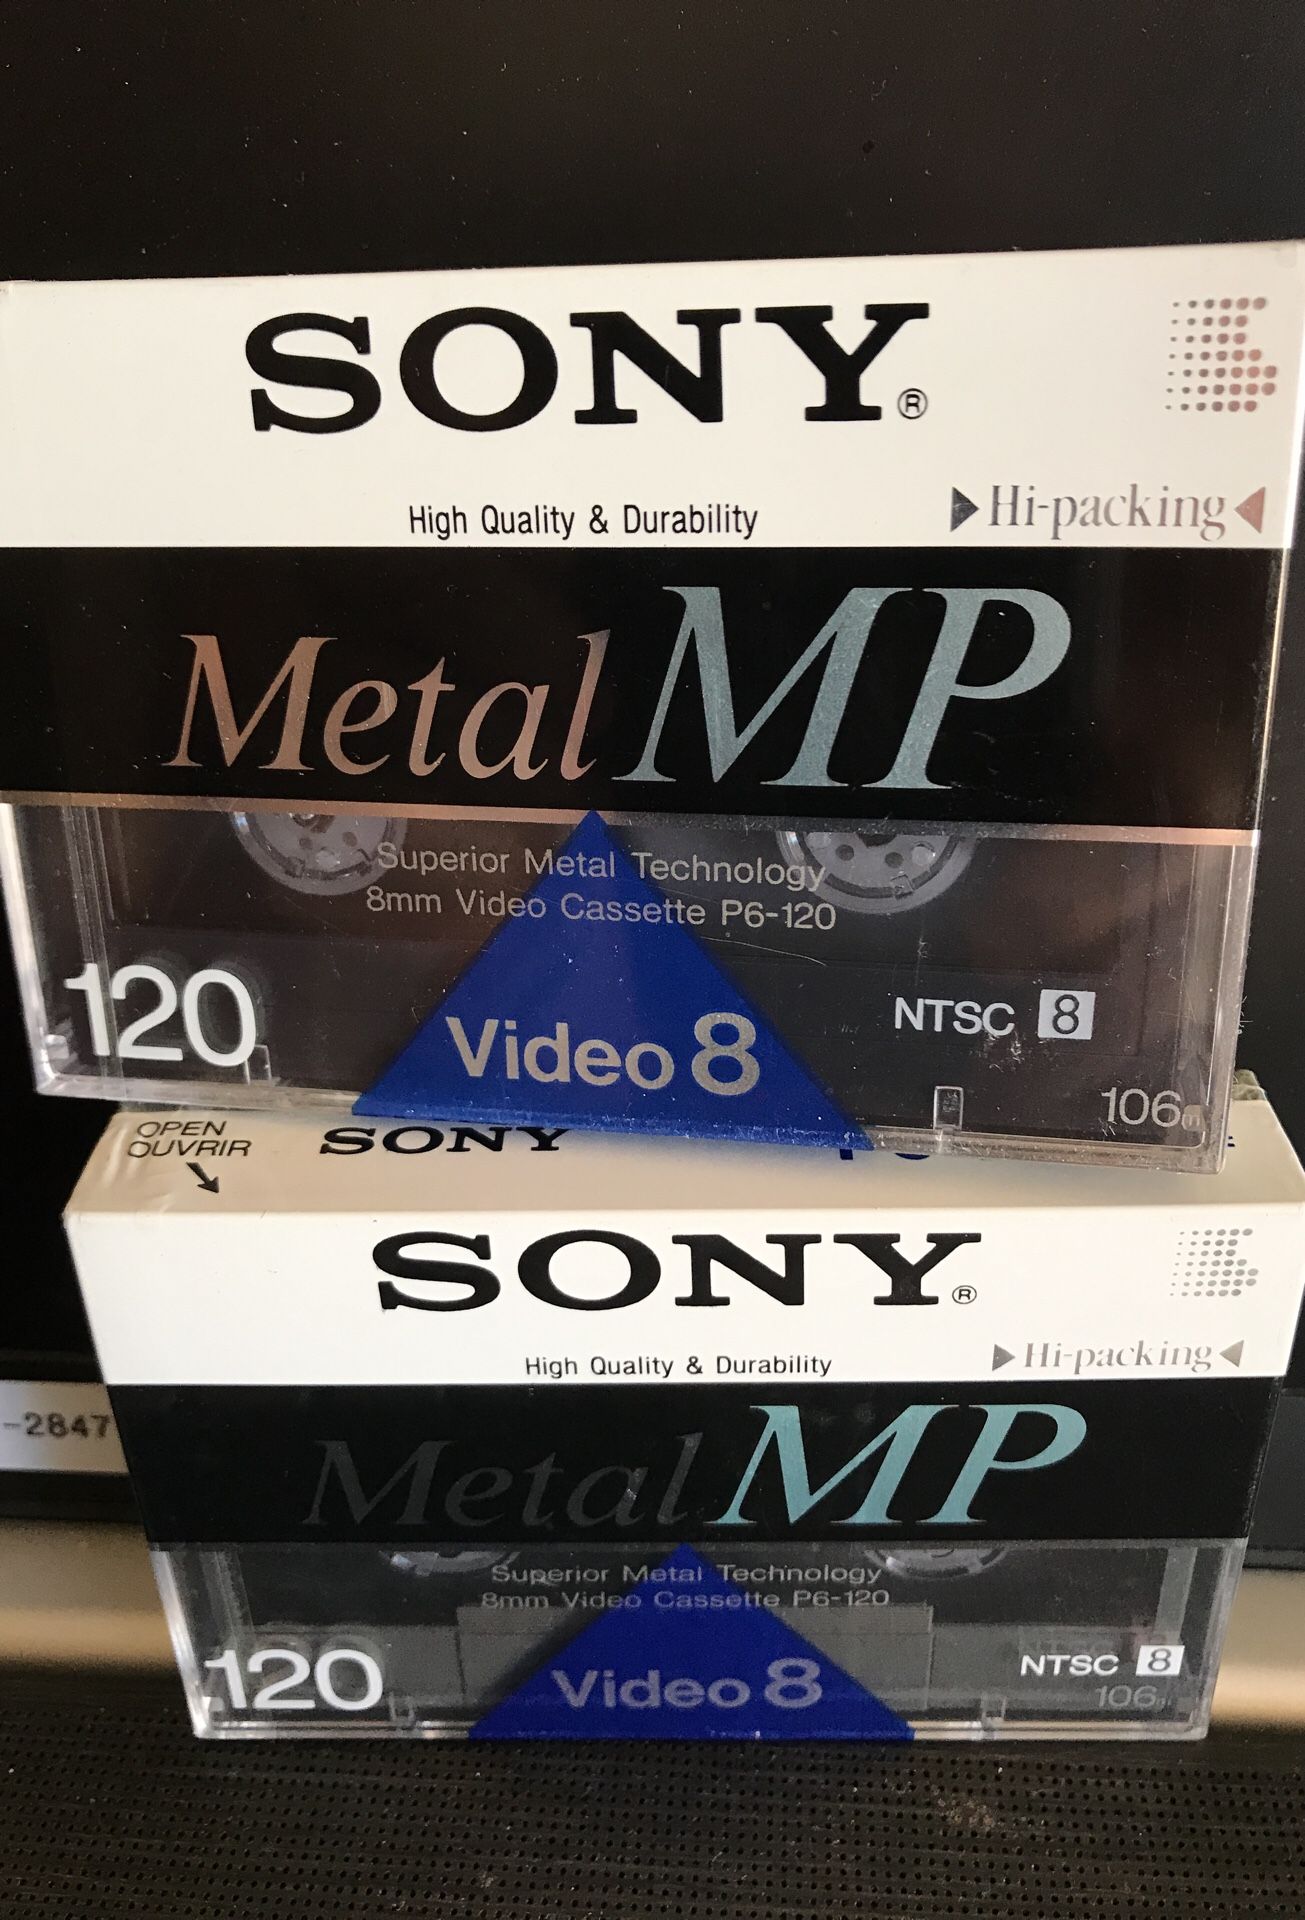 SONY®
High Quality & Durability
Hi-packing
Metal MP
Superior Metal Technology
8mm Video Cassette P6-120
120
Video 8
NTSC 8
106m
OPEN
OUVRIR
SONY
SONY®
High Quality & Durability
Hi-packing
-2847
Metal MP
Superior Metal Technology
8mm Video Cassette P6-120
120
Video 8
NTSC 8
106m